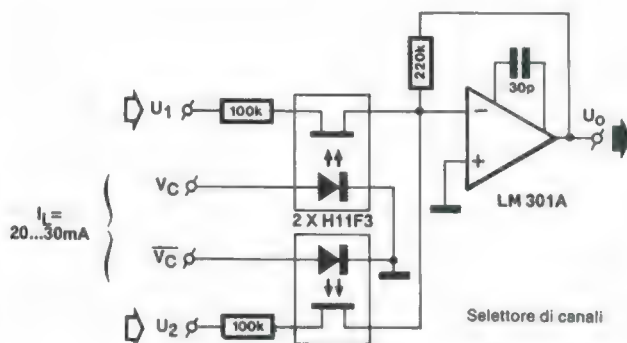 220k
30p
U1
100k
−
+
Uo
LM 301A
VC
2 X H11F3
IL =
20...30mA
VC
U2
100k
Selettore di canali